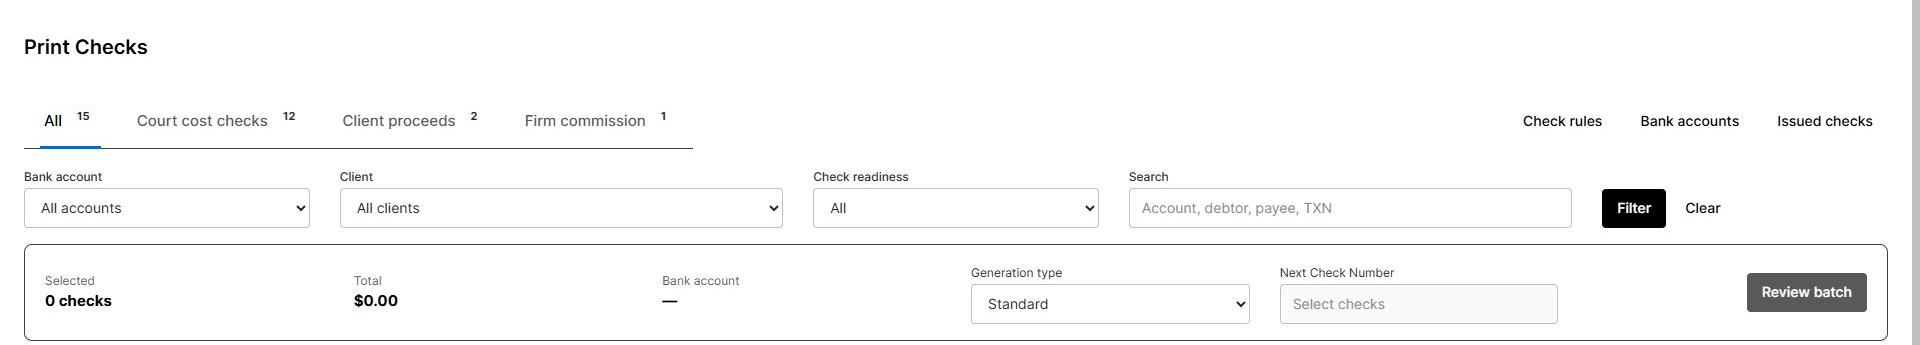 Print Checks
All 15 Court cost checks 12 Client proceeds 2 Firm commission 1 Check rules Bank accounts Issued checks
Bank account Client Check readiness Search
All accounts All clients All Account, debtor, payee, TXN Filter Clear
Selected Total Bank account Generation type Next Check Number
0 checks $0.00 — Standard Select checks Review batch